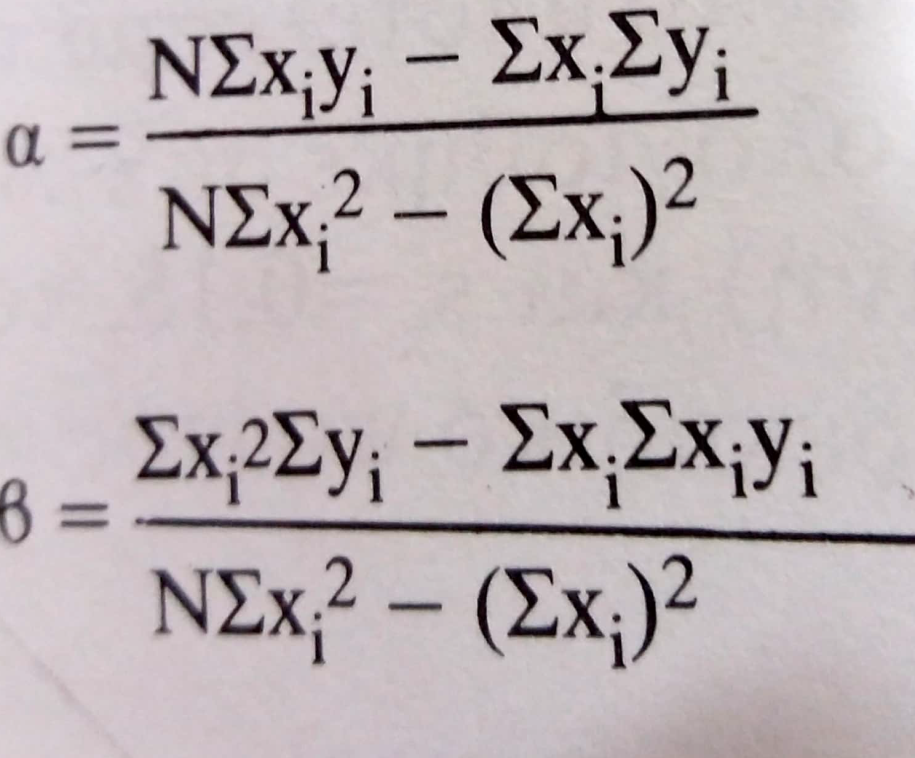 α = (NΣxᵢyᵢ − ΣxᵢΣyᵢ) / (NΣxᵢ² − (Σxᵢ)²)
β = (Σxᵢ²Σyᵢ − ΣxᵢΣxᵢyᵢ) / (NΣxᵢ² − (Σxᵢ)²)